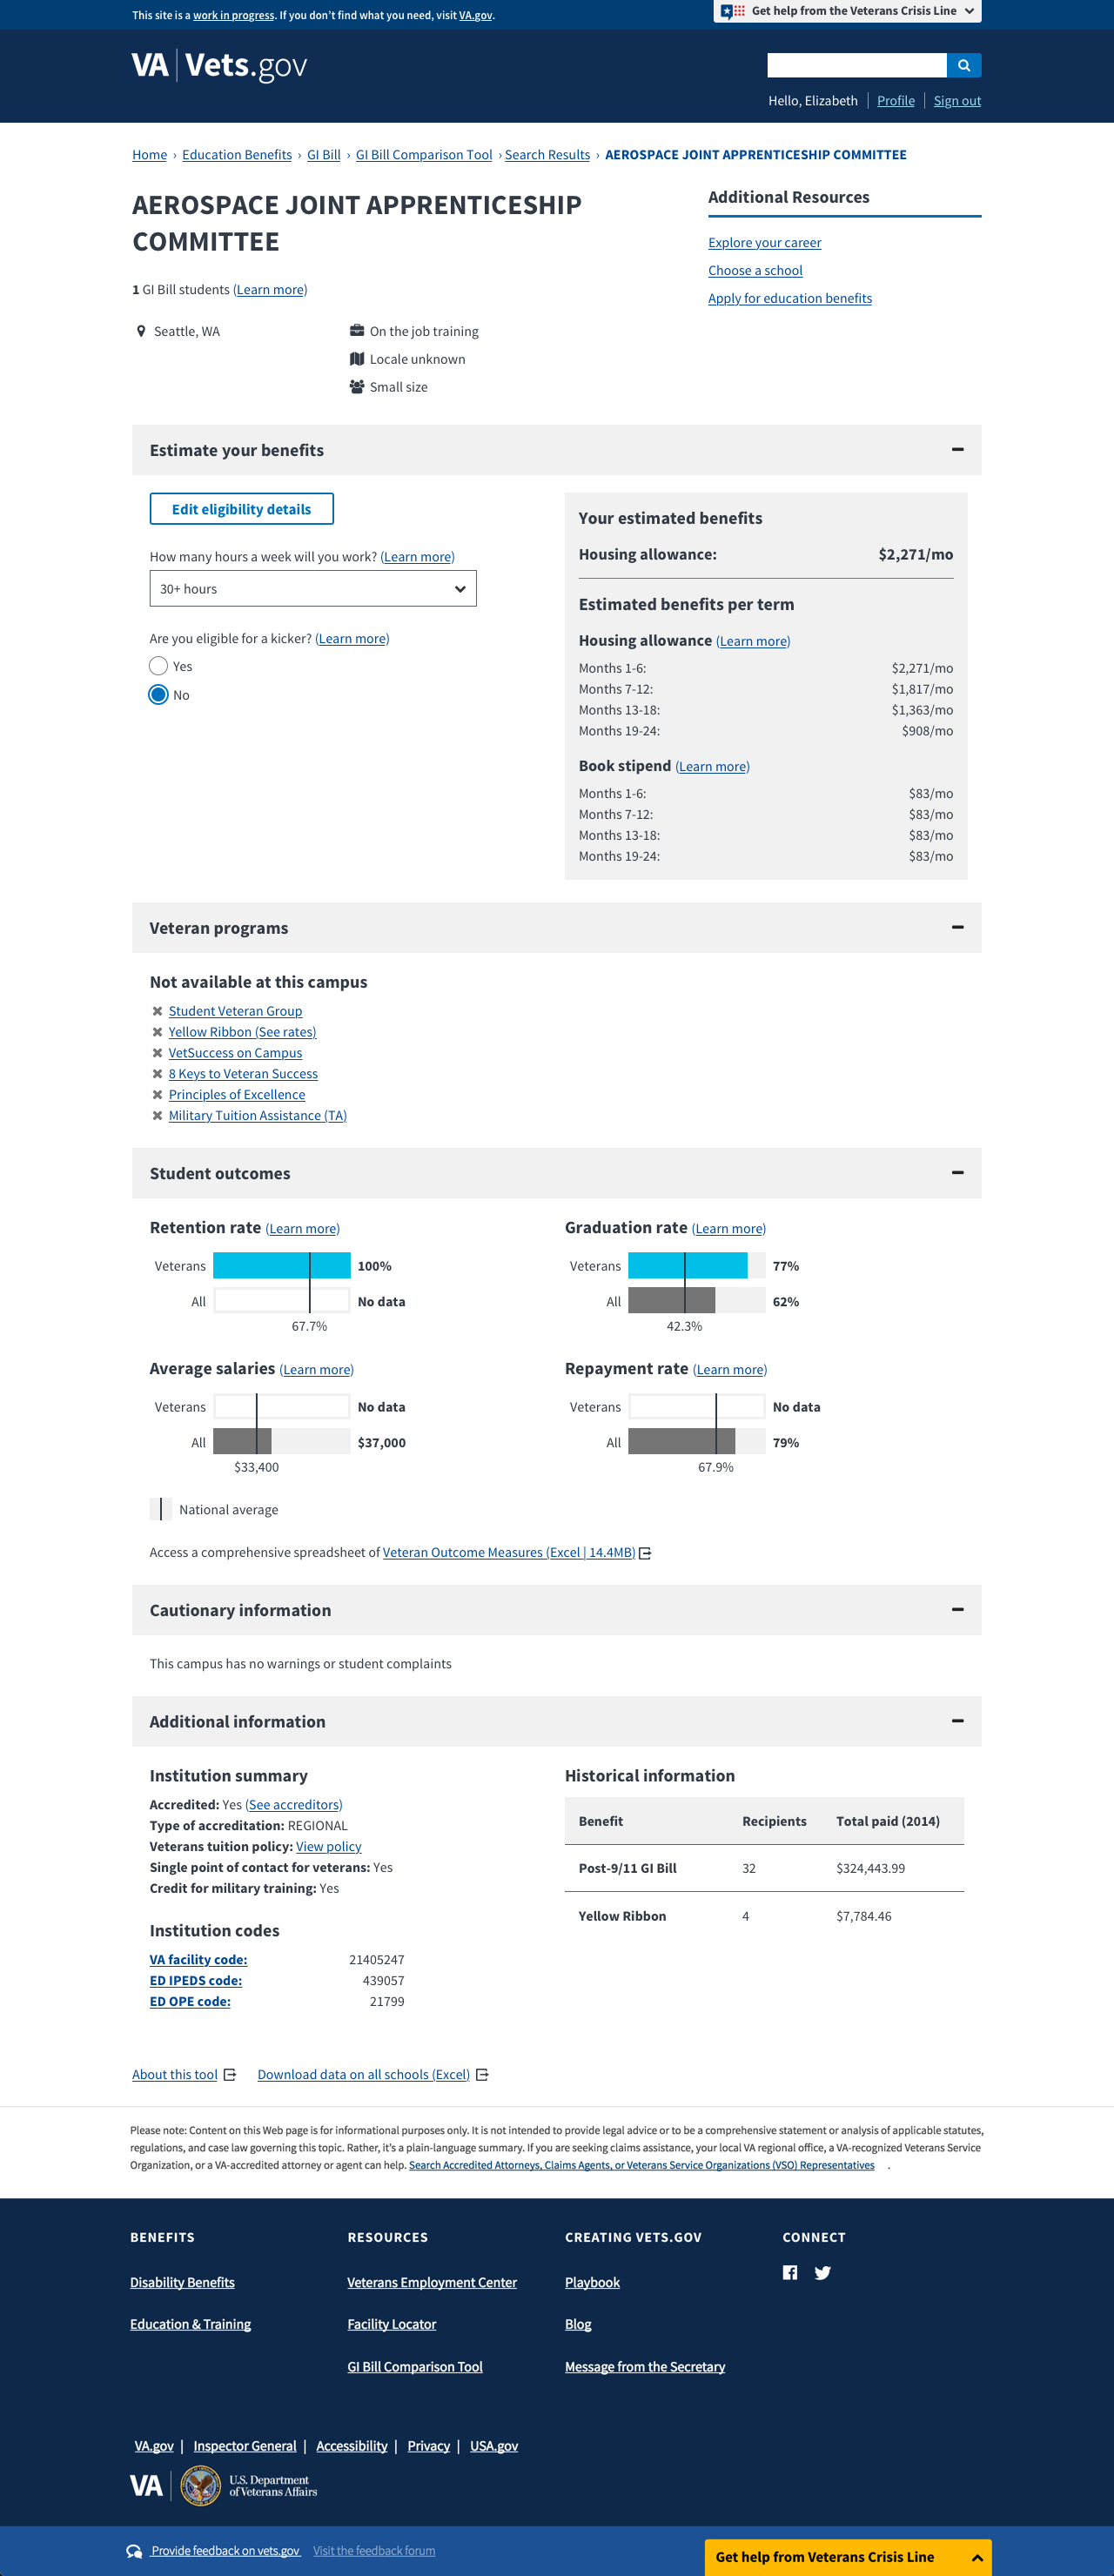 This site is a work in progress. If you don't find what you need, visit VA.gov.
Get help from the Veterans Crisis Line
VA Vets.gov
Hello, Elizabeth Profile Sign out
Home › Education Benefits › GI Bill › GI Bill Comparison Tool › Search Results › AEROSPACE JOINT APPRENTICESHIP COMMITTEE
AEROSPACE JOINT APPRENTICESHIP
COMMITTEE
1 GI Bill students (Learn more)
Seattle, WA
On the job training
Locale unknown
Small size
Additional Resources
Explore your career
Choose a school
Apply for education benefits
Estimate your benefits
Edit eligibility details
How many hours a week will you work? (Learn more)
30+ hours
Are you eligible for a kicker? (Learn more)
Yes
No
Your estimated benefits
Housing allowance: $2,271/mo
Estimated benefits per term
Housing allowance (Learn more)
Months 1-6: $2,271/mo
Months 7-12: $1,817/mo
Months 13-18: $1,363/mo
Months 19-24: $908/mo
Book stipend (Learn more)
Months 1-6: $83/mo
Months 7-12: $83/mo
Months 13-18: $83/mo
Months 19-24: $83/mo
Veteran programs
Not available at this campus
Student Veteran Group
Yellow Ribbon (See rates)
VetSuccess on Campus
8 Keys to Veteran Success
Principles of Excellence
Military Tuition Assistance (TA)
Student outcomes
Retention rate (Learn more)
Veterans 100%
All No data
67.7%
Graduation rate (Learn more)
Veterans 77%
All 62%
42.3%
Average salaries (Learn more)
Veterans No data
All $37,000
$33,400
Repayment rate (Learn more)
Veterans No data
All 79%
67.9%
National average
Access a comprehensive spreadsheet of Veteran Outcome Measures (Excel | 14.4MB)
Cautionary information
This campus has no warnings or student complaints
Additional information
Institution summary
Accredited: Yes (See accreditors)
Type of accreditation: REGIONAL
Veterans tuition policy: View policy
Single point of contact for veterans: Yes
Credit for military training: Yes
Institution codes
VA facility code: 21405247
ED IPEDS code: 439057
ED OPE code: 21799
Historical information
Benefit Recipients Total paid (2014)
Post-9/11 GI Bill 32 $324,443.99
Yellow Ribbon 4 $7,784.46
About this tool Download data on all schools (Excel)
Please note: Content on this Web page is for informational purposes only. It is not intended to provide legal advice or to be a comprehensive statement or analysis of applicable statutes,
regulations, and case law governing this topic. Rather, it's a plain-language summary. If you are seeking claims assistance, your local VA regional office, a VA-recognized Veterans Service
Organization, or a VA-accredited attorney or agent can help. Search Accredited Attorneys, Claims Agents, or Veterans Service Organizations (VSO) Representatives .
BENEFITS
Disability Benefits
Education & Training
RESOURCES
Veterans Employment Center
Facility Locator
GI Bill Comparison Tool
CREATING VETS.GOV
Playbook
Blog
Message from the Secretary
CONNECT
VA.gov | Inspector General | Accessibility | Privacy | USA.gov
VA
U.S. Department
of Veterans Affairs
Provide feedback on vets.gov Visit the feedback forum
Get help from Veterans Crisis Line